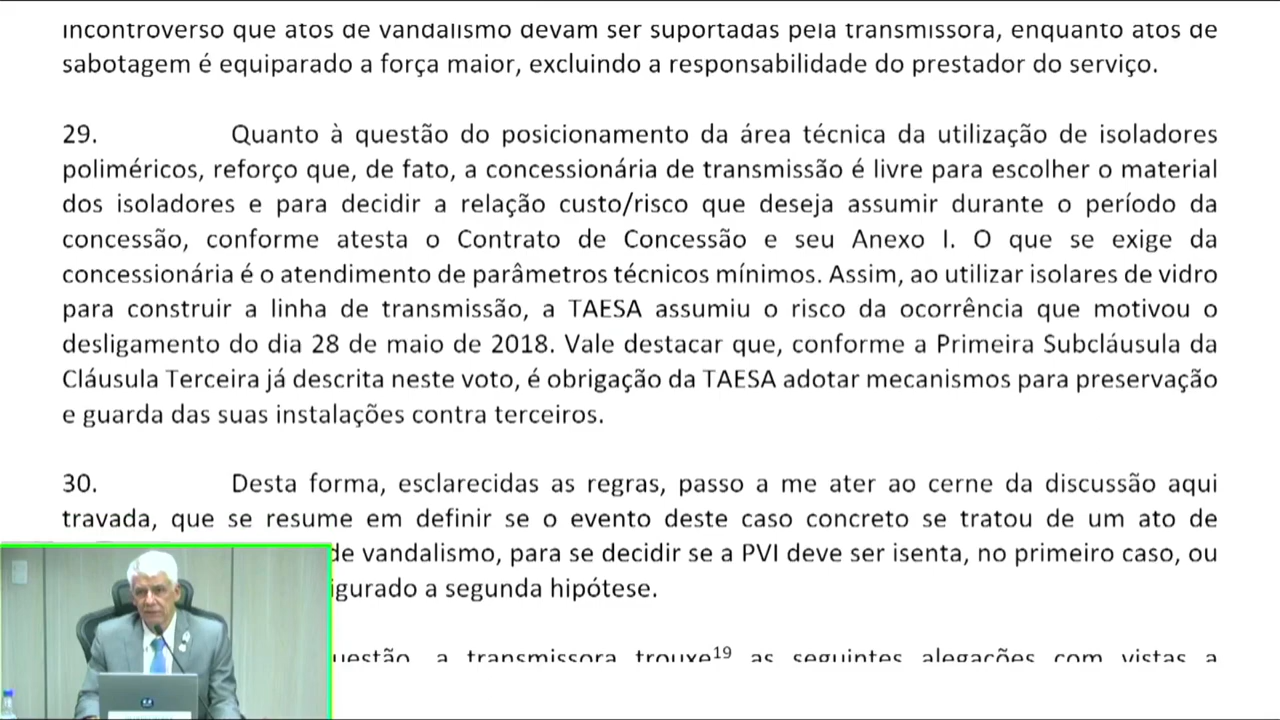 incontroverso que atos de vandalismo devam ser suportadas pela transmissora, enquanto atos de
sabotagem é equiparado a força maior, excluindo a responsabilidade do prestador do serviço.
29. Quanto à questão do posicionamento da área técnica da utilização de isoladores
poliméricos, reforço que, de fato, a concessionária de transmissão é livre para escolher o material
dos isoladores e para decidir a relação custo/risco que deseja assumir durante o período da
concessão, conforme atesta o Contrato de Concessão e seu Anexo I. O que se exige da
concessionária é o atendimento de parâmetros técnicos mínimos. Assim, ao utilizar isolares de vidro
para construir a linha de transmissão, a TAESA assumiu o risco da ocorrência que motivou o
desligamento do dia 28 de maio de 2018. Vale destacar que, conforme a Primeira Subcláusula da
Cláusula Terceira já descrita neste voto, é obrigação da TAESA adotar mecanismos para preservação
e guarda das suas instalações contra terceiros.
30. Desta forma, esclarecidas as regras, passo a me ater ao cerne da discussão aqui
travada, que se resume em definir se o evento deste caso concreto se tratou de um ato de
de vandalismo, para se decidir se a PVI deve ser isenta, no primeiro caso, ou
igurado a segunda hipótese.
uestão, a transmissora trouxe19 as seguintes alegações com vistas a